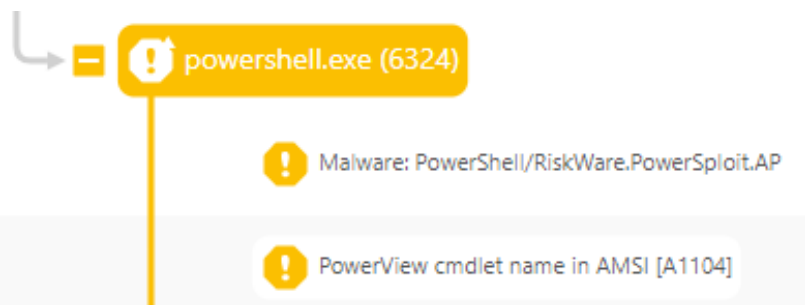 powershell.exe (6324)
Malware: PowerShell/RiskWare.PowerSploit.AP
PowerView cmdlet name in AMSI [A1104]